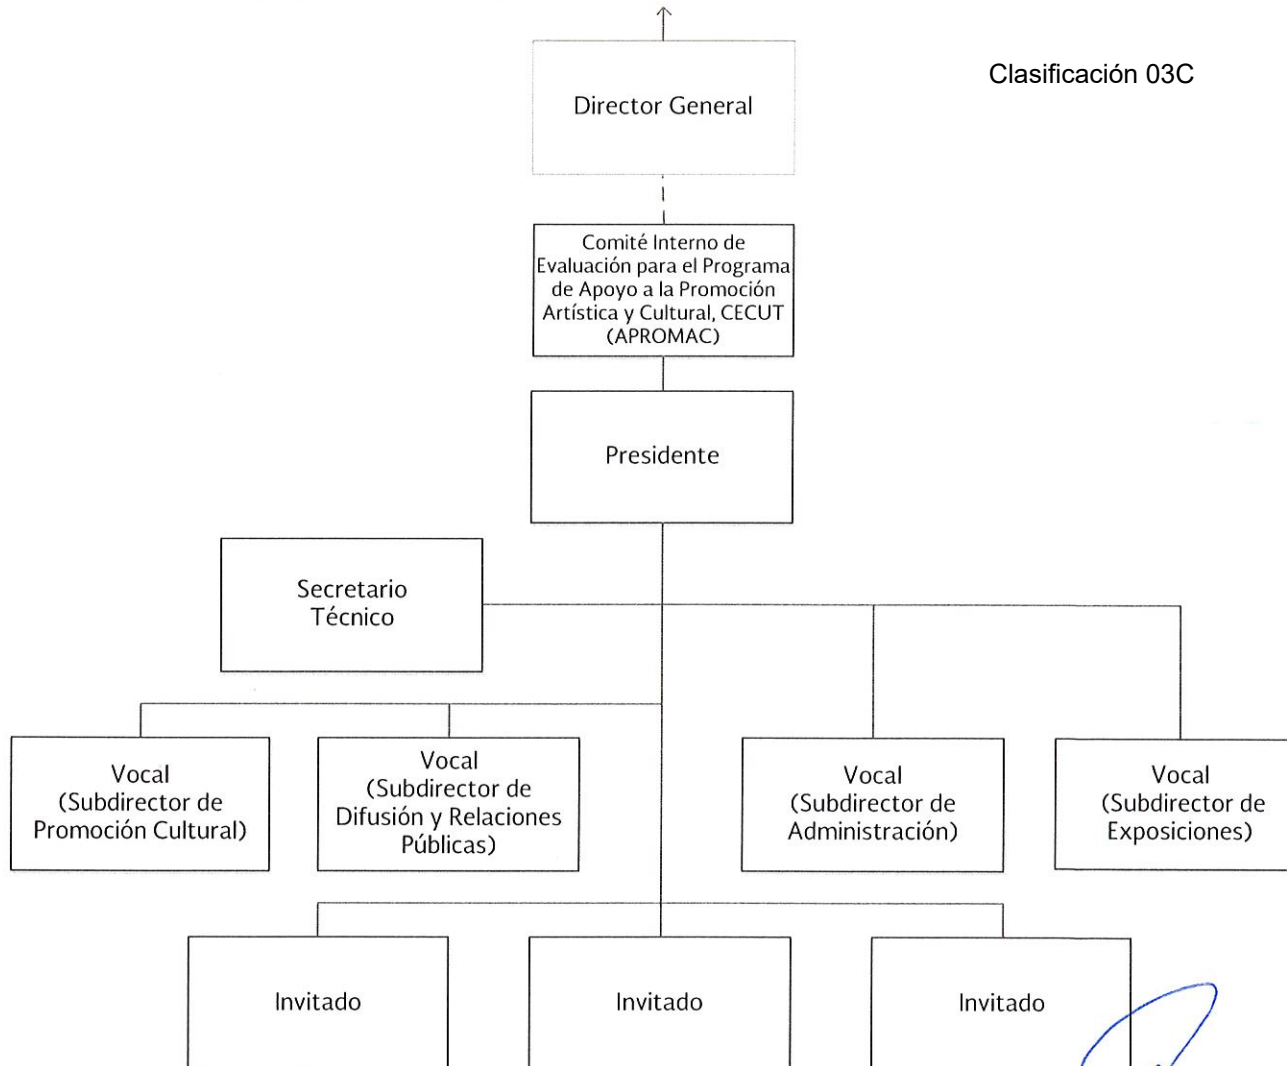 Clasificación 03C
Director General
Comité Interno de
Evaluación para el Programa
de Apoyo a la Promoción
Artística y Cultural, CECUT
(APROMAC)
Presidente
Secretario
Técnico
Vocal
(Subdirector de
Promoción Cultural)
Vocal
(Subdirector de
Difusión y Relaciones
Públicas)
Vocal
(Subdirector de
Administración)
Vocal
(Subdirector de
Exposiciones)
Invitado
Invitado
Invitado